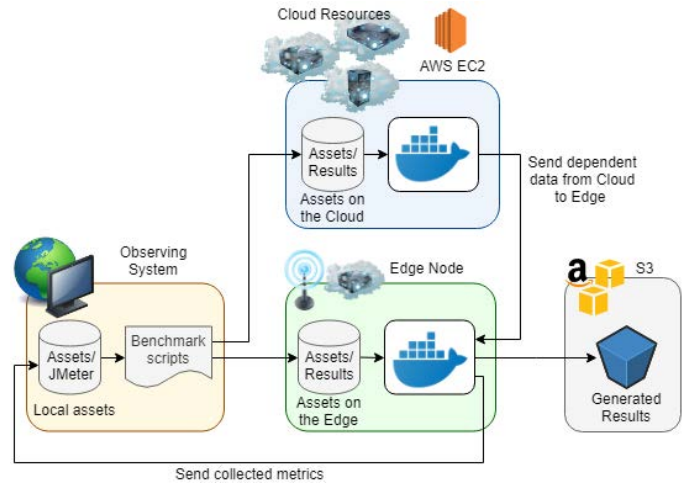 Cloud Resources
AWS EC2
Assets/
Results
Assets on
the Cloud
Send dependent
data from Cloud
to Edge
Observing
System
Edge Node
S3
a
Assets/
JMeter
Benchmark
scripts
Local assets
Assets/
Results
Assets on
the Edge
Generated
Results
Send collected metrics